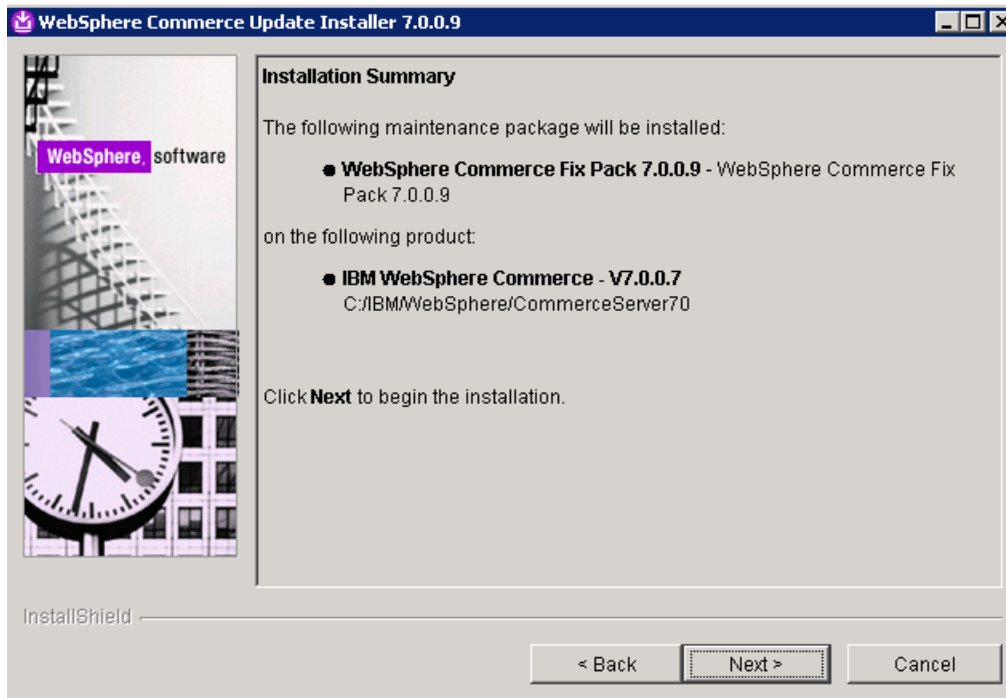 WebSphere Commerce Update Installer 7.0.0.9
WebSphere software
Installation Summary
The following maintenance package will be installed:
WebSphere Commerce Fix Pack 7.0.0.9 - WebSphere Commerce Fix
Pack 7.0.0.9
on the following product:
IBM WebSphere Commerce - V7.0.0.7
C:/IBM/WebSphere/CommerceServer70
Click Next to begin the installation.
InstallShield
< Back Next > Cancel